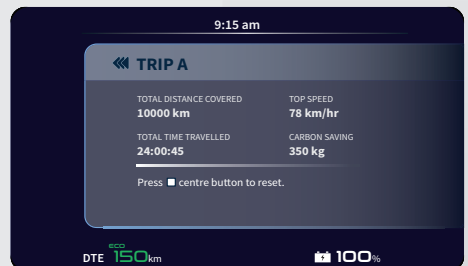 9:15 am
TRIP A
TOTAL DISTANCE COVERED
10000 km
TOP SPEED
78 km/hr
TOTAL TIME TRAVELLED
24:00:45
CARBON SAVING
350 kg
Press centre button to reset.
ECO
DTE 150km
100%